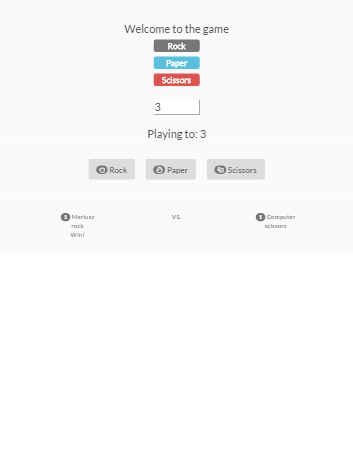 Welcome to the game
Rock
Paper
Scissors
3
Playing to: 3
Rock Paper Scissors
1 Mariusz VS. 1 Computer
rock scissors
Win!